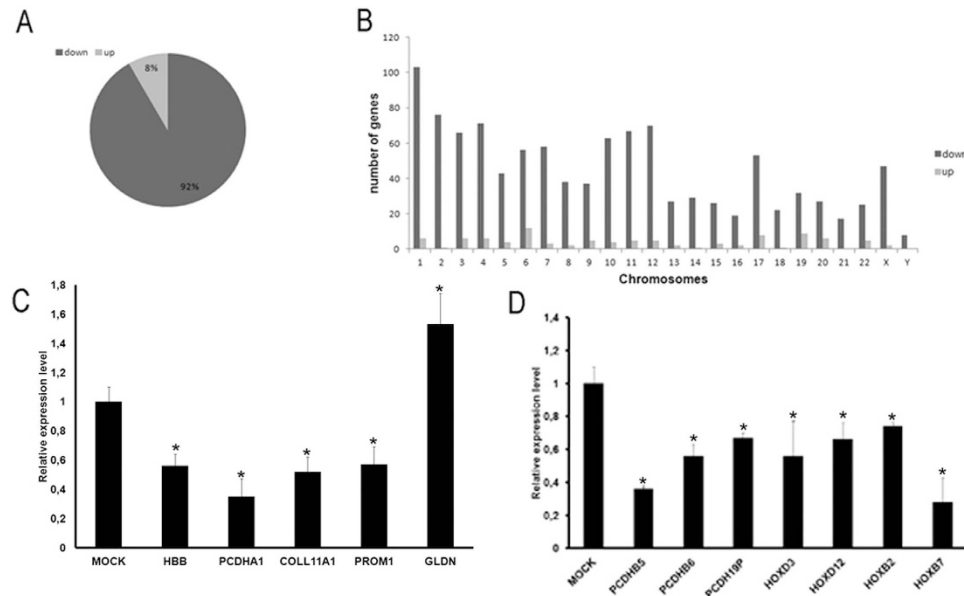 A
down up
8%
92%
B
number of genes
120
100
80
60
40
20
0
1 2 3 4 5 6 7 8 9 10 11 12 13 14 15 16 17 18 19 20 21 22 X Y
Chromosomes
down
up
C
Relative expression level
1,8
1,6
1,4
1,2
1
0,8
0,6
0,4
0,2
0
* * * * *
MOCK HBB PCDHA1 COLL11A1 PROM1 GLDN
D
Relative expression level
1,4
1,2
1
0,8
0,6
0,4
0,2
0
* * * * * * *
MOCK PCDHB5 PCDHB6 PCDH19P HOXD3 HOXD12 HOXB2 HOXB7